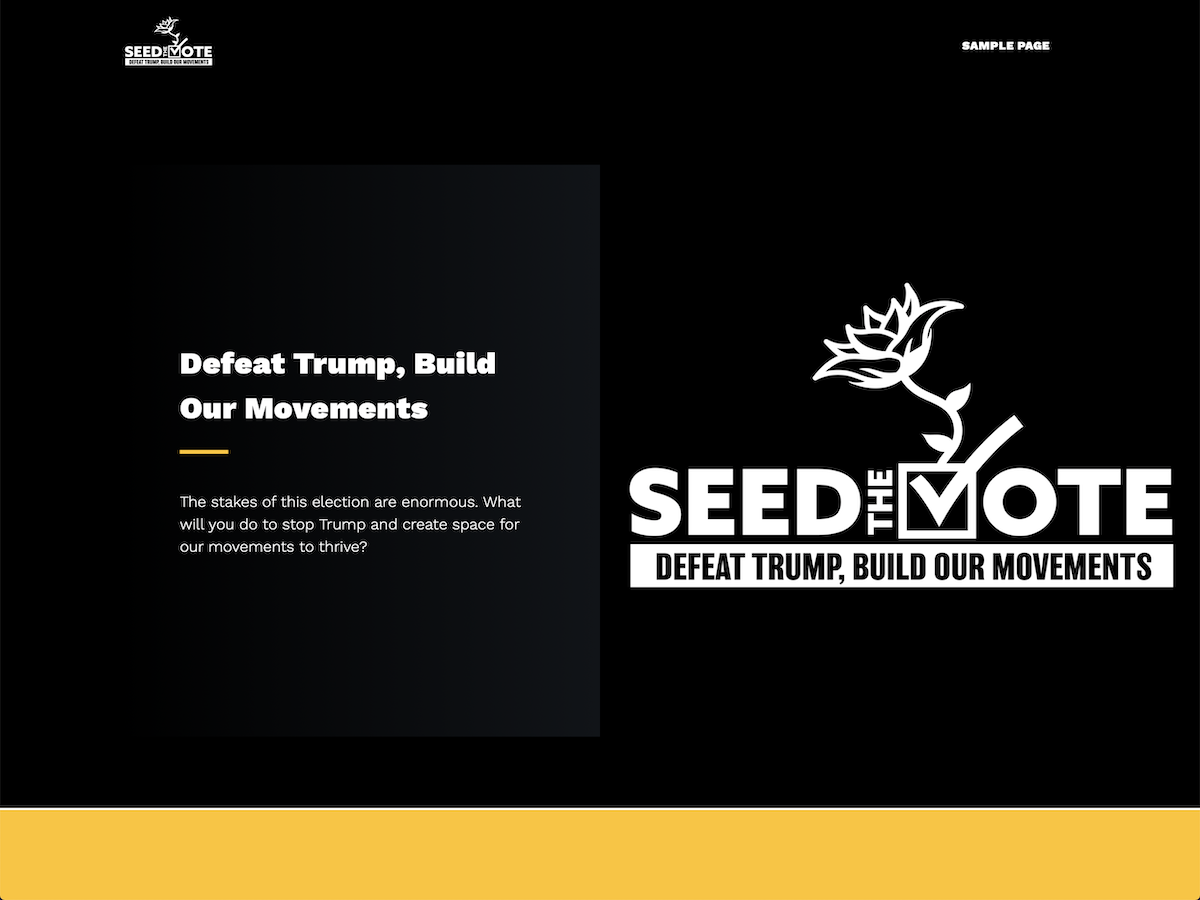 SEED THE VOTE
DEFEAT TRUMP, BUILD OUR MOVEMENTS
SAMPLE PAGE
Defeat Trump, Build
Our Movements
The stakes of this election are enormous. What
will you do to stop Trump and create space for
our movements to thrive?
SEED THE VOTE
DEFEAT TRUMP, BUILD OUR MOVEMENTS